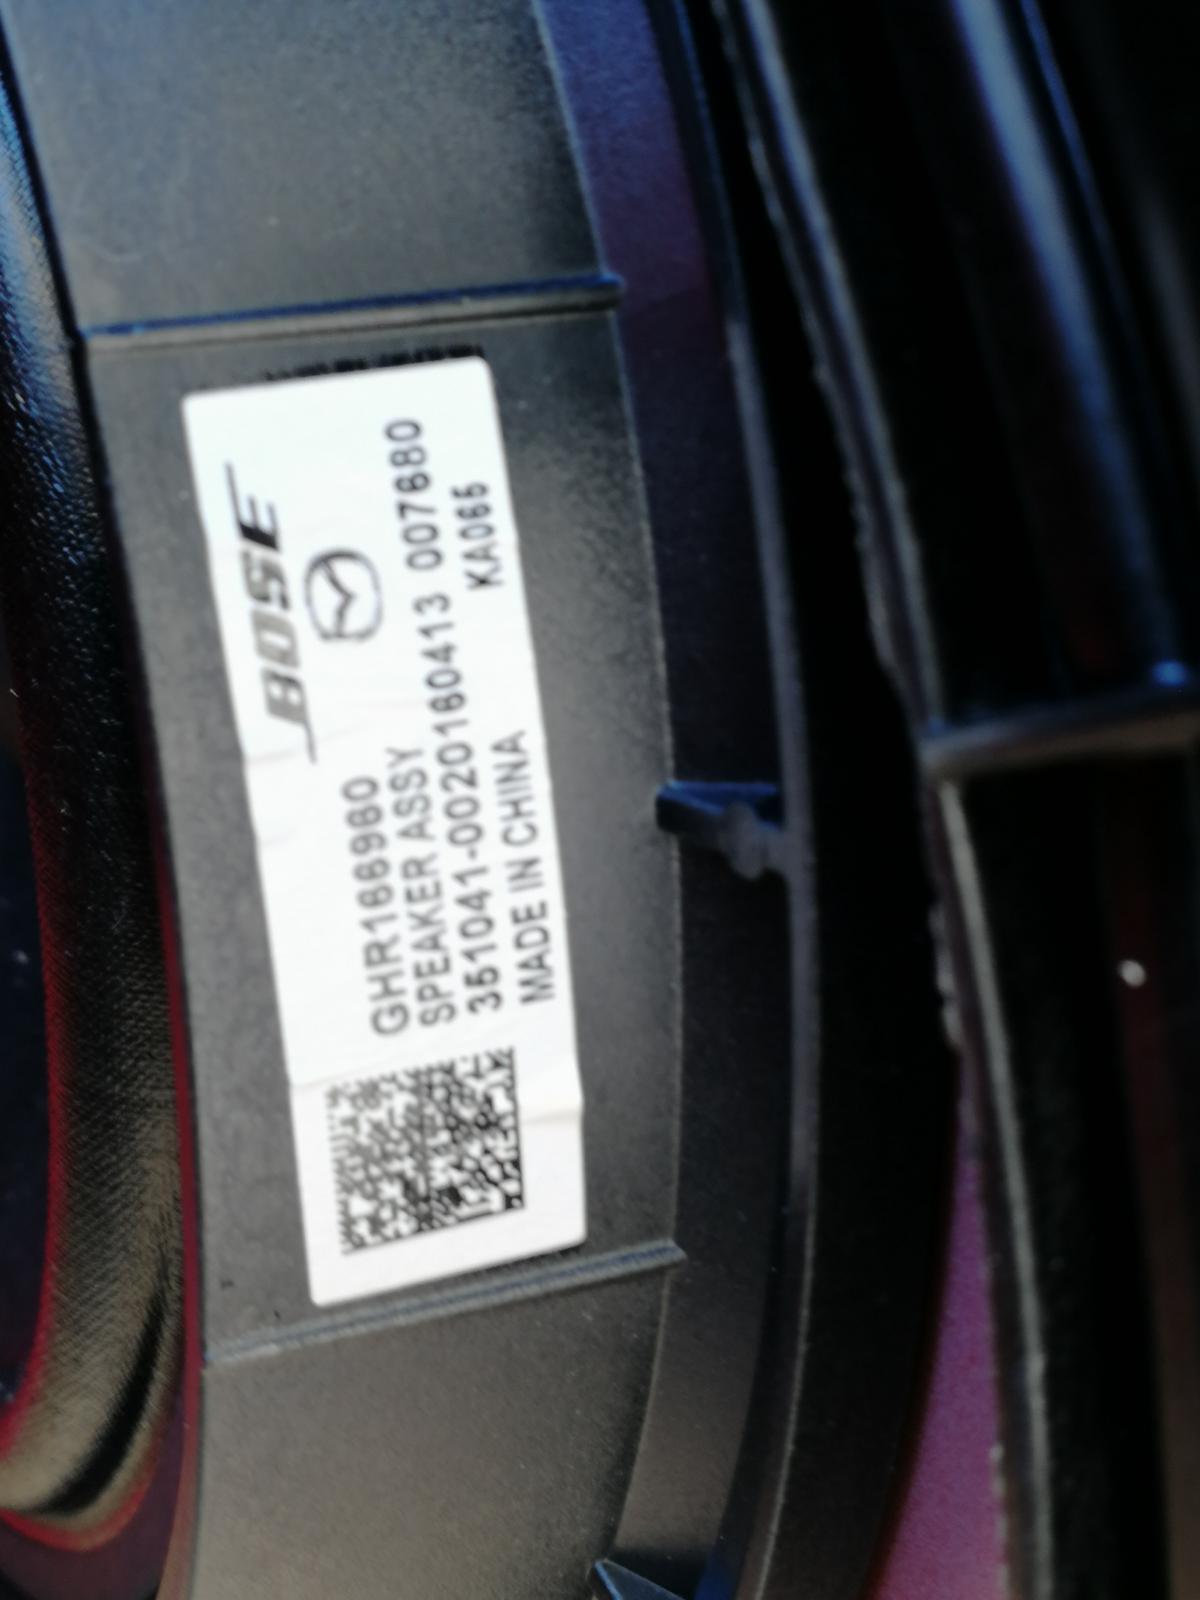 BOSE
GHR166960
SPEAKER ASSY
351041-0020160413 007680
MADE IN CHINA KA065